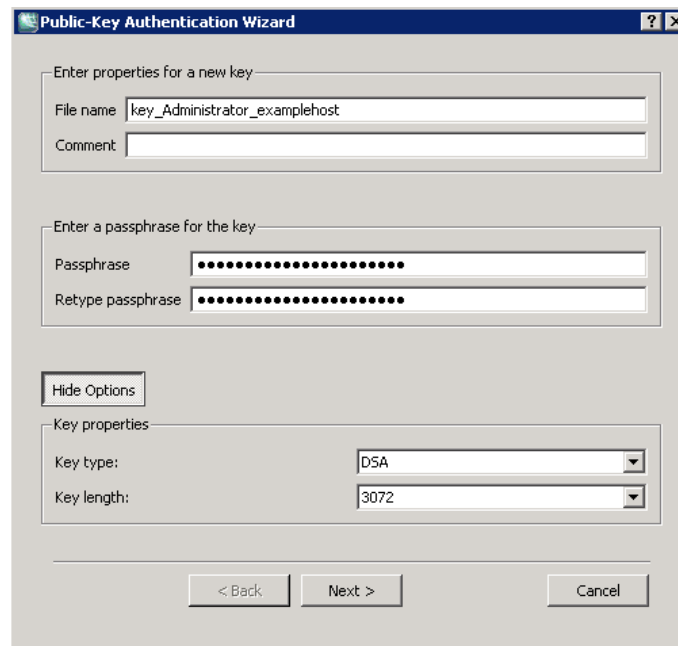 Public-Key Authentication Wizard
Enter properties for a new key
File name key_Administrator_examplehost
Comment
Enter a passphrase for the key
Passphrase ●●●●●●●●●●●●●●●●●●●●●●
Retype passphrase ●●●●●●●●●●●●●●●●●●●●●●
Hide Options
Key properties
Key type: DSA
Key length: 3072
< Back Next > Cancel